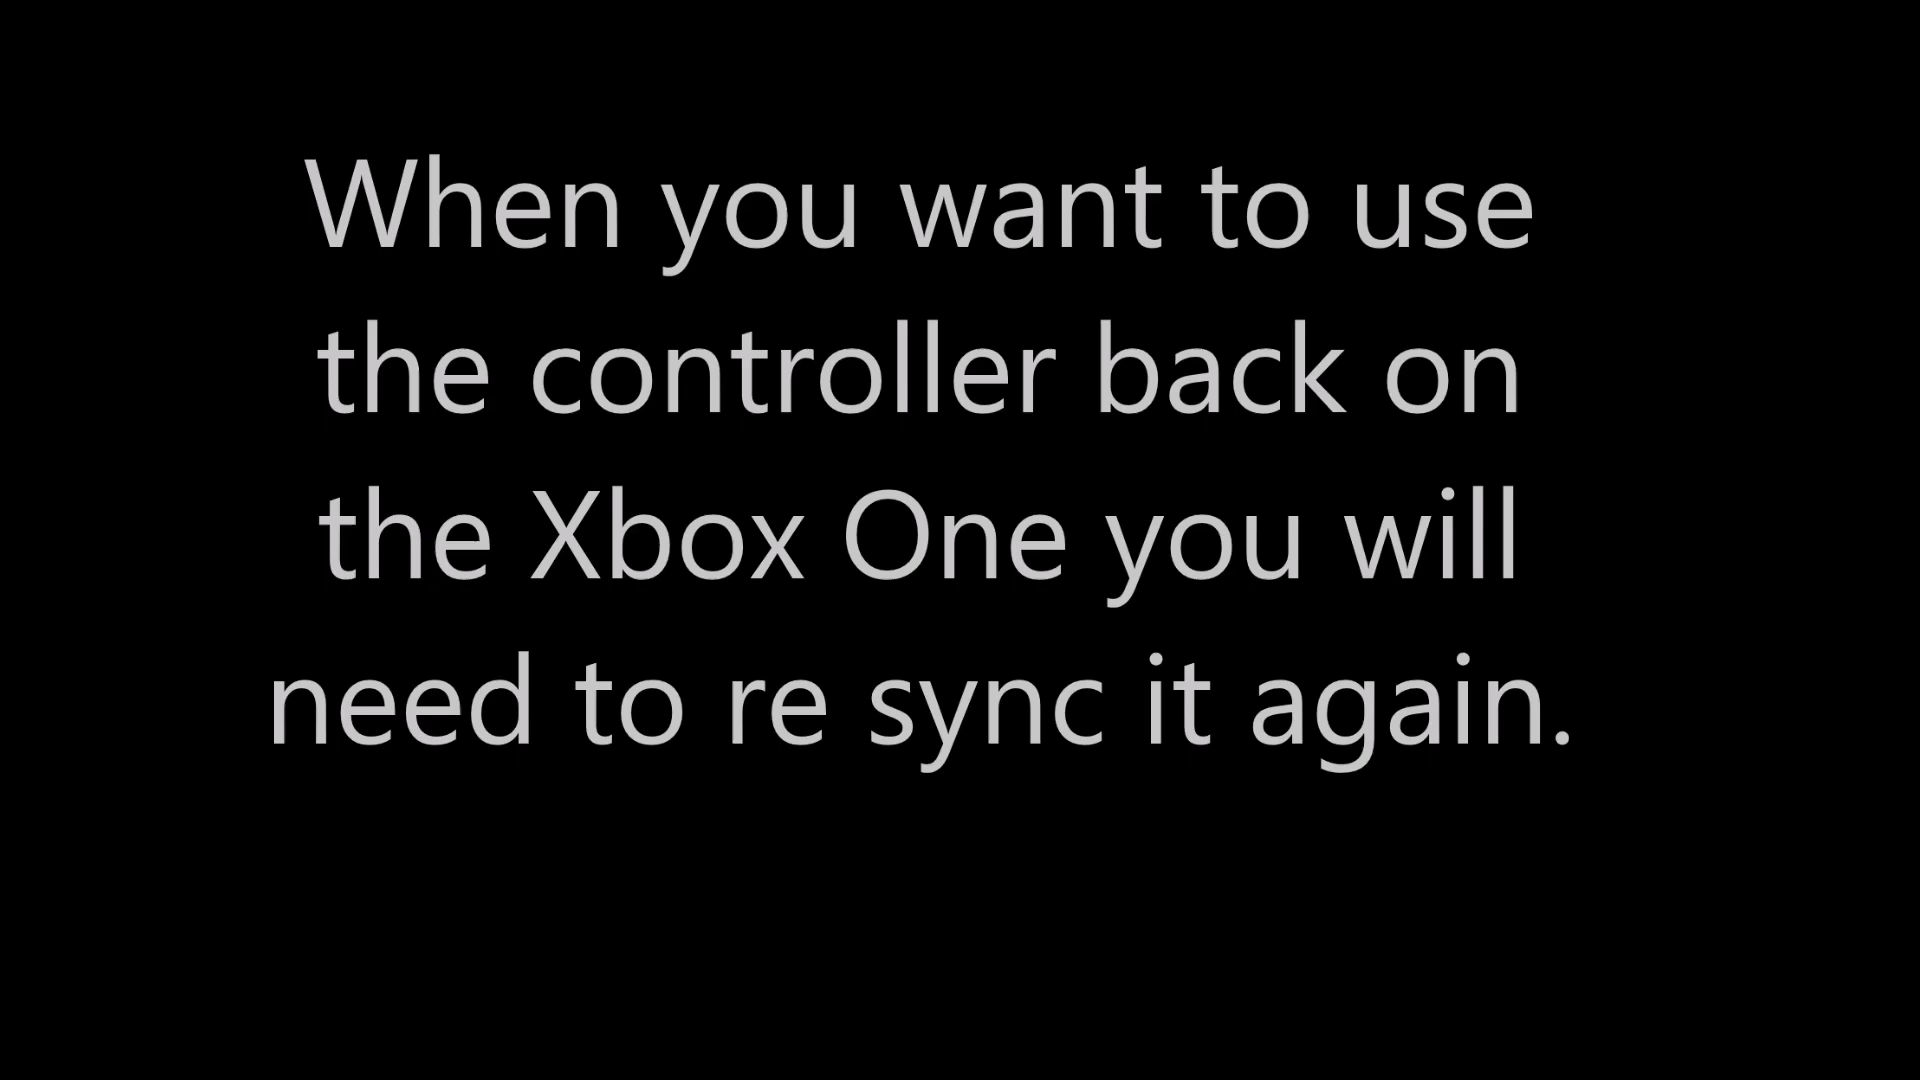 When you want to use
the controller back on
the Xbox One you will
need to re sync it again.